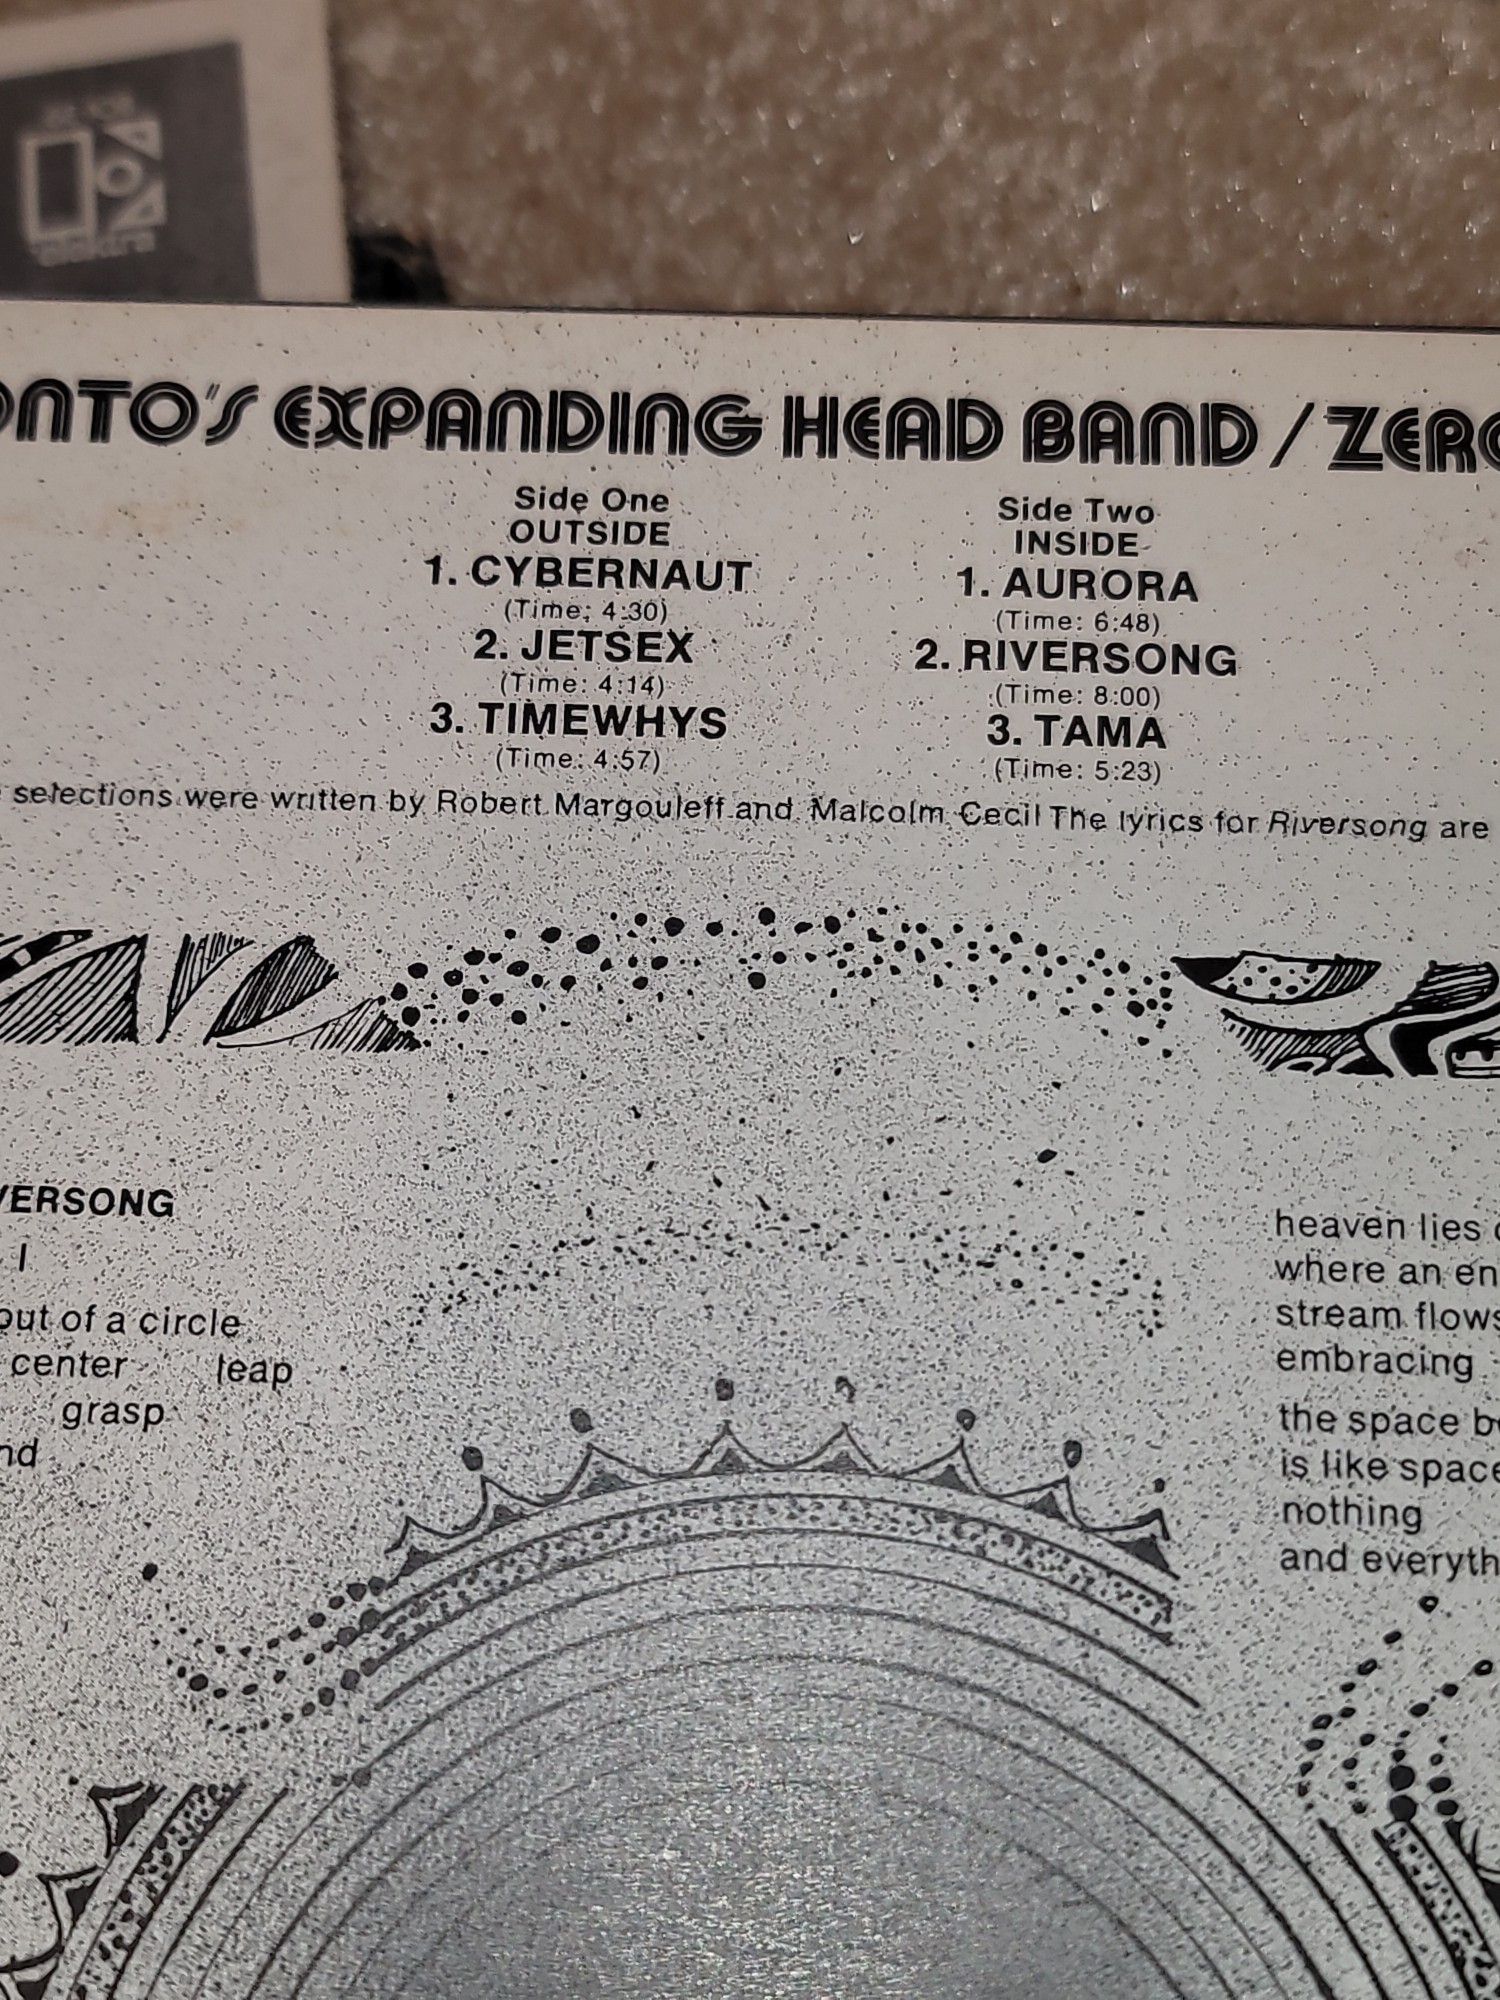 elektra
ONTO'S EXPANDING HEAD BAND / ZERO
Side One
OUTSIDE
1. CYBERNAUT
(Time: 4:30)
2. JETSEX
(Time: 4:14)
3. TIMEWHYS
(Time: 4:57)
Side Two
INSIDE
1. AURORA
(Time: 6:48)
2. RIVERSONG
(Time: 8:00)
3. TAMA
(Time: 5:23)
selections were written by Robert Margouleff and Malcolm Cecil The lyrics for Riversong are
VERSONG
I
out of a circle
center leap
grasp
nd
heaven lies
where an en
stream flows
embracing
the space b
is like space
nothing
and everyth